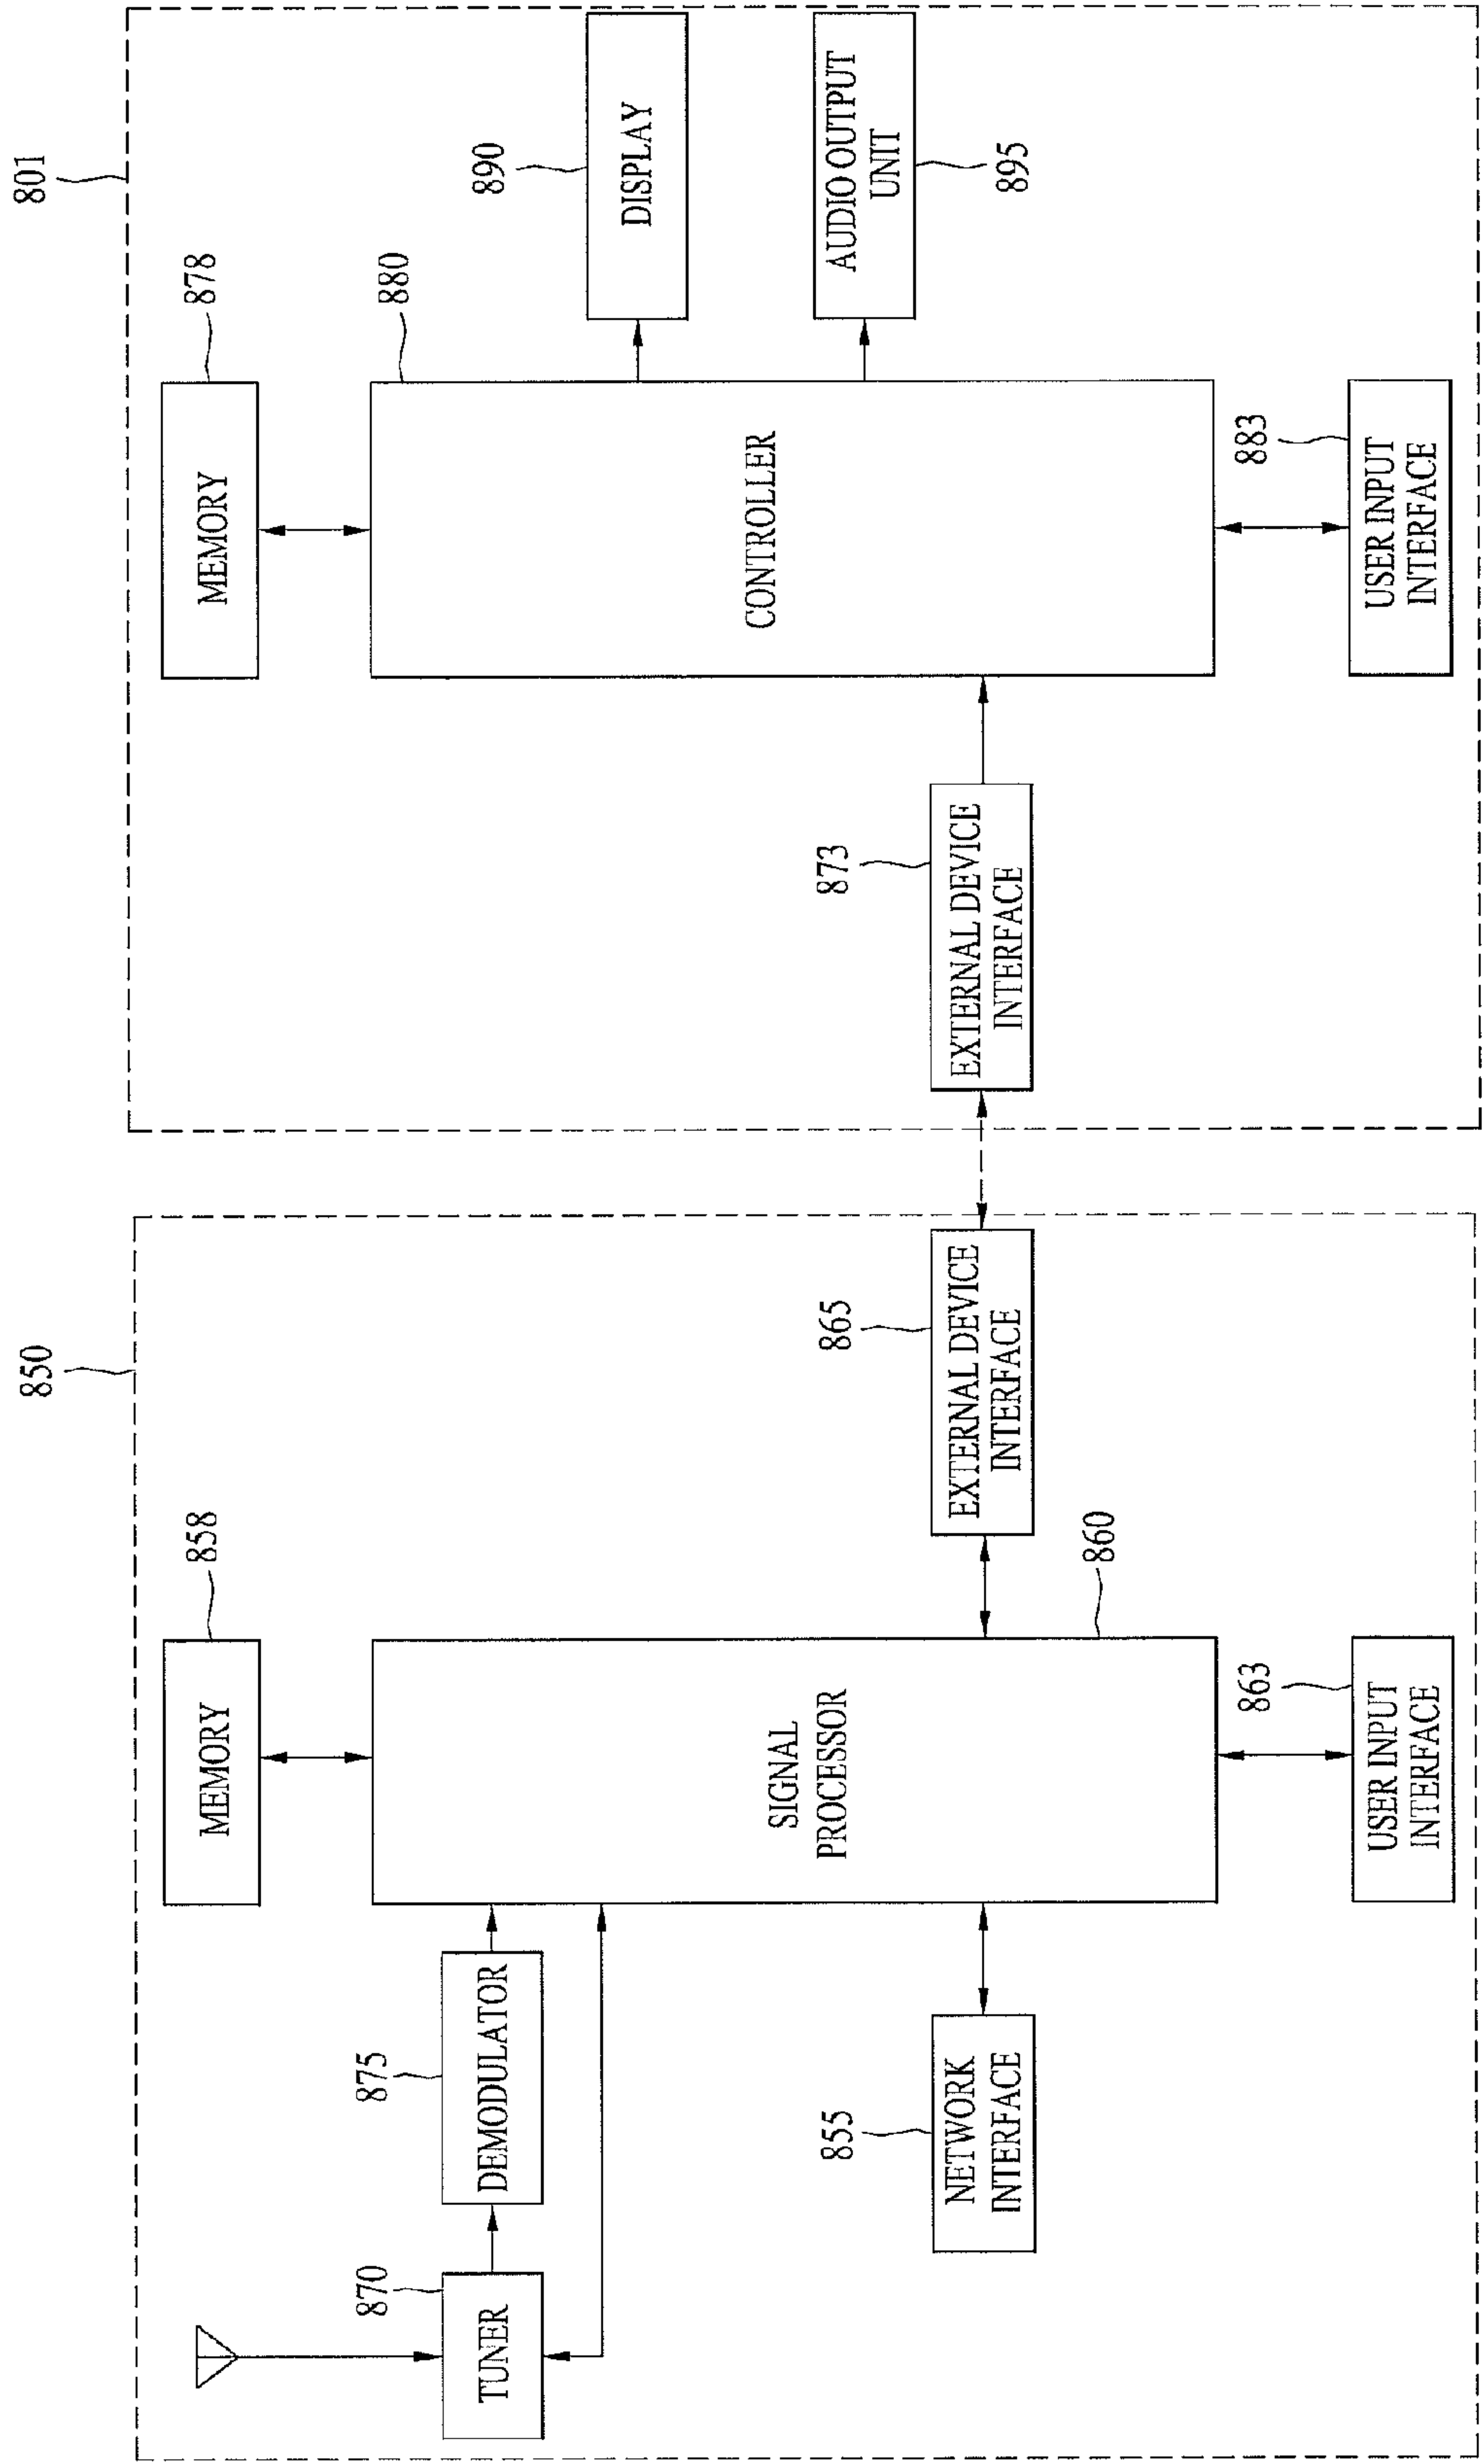 850
801
858
MEMORY
870
TUNER
875
DEMODULATOR
SIGNAL
PROCESSOR
860
855
NETWORK
INTERFACE
865
EXTERNAL DEVICE
INTERFACE
863
USER INPUT
INTERFACE
878
MEMORY
880
CONTROLLER
890
DISPLAY
AUDIO OUTPUT
UNIT
895
873
EXTERNAL DEVICE
INTERFACE
883
USER INPUT
INTERFACE